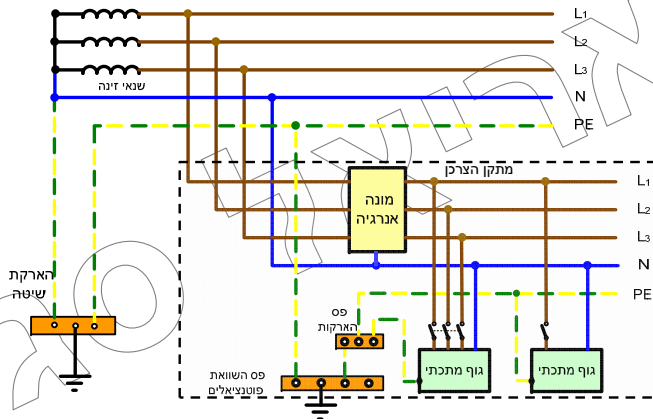 L1
L2
L3
שנאי זינה
N
PE
מתקן הצרכן
L1
מונה
אנרגיה
L2
L3
N
הארקת
שיטה
PE
פס
הארקות
פס השוואת
פוטנציאלים
גוף מתכתי
גוף מתכתי